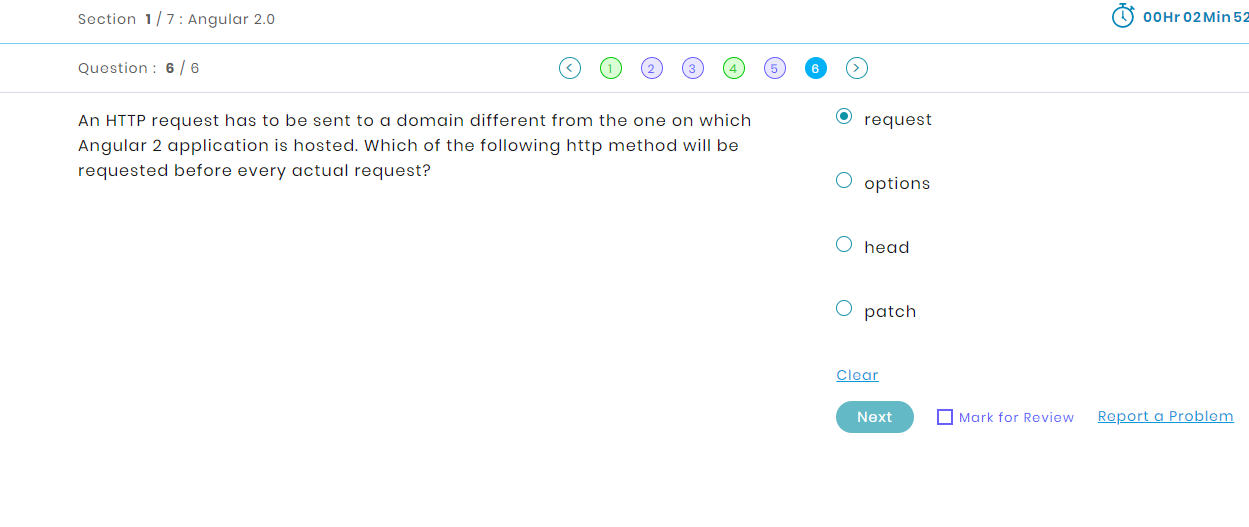 Section 1 / 7 : Angular 2.0
00Hr 02Min 52
Question : 6 / 6
1 2 3 4 5 6
An HTTP request has to be sent to a domain different from the one on which
Angular 2 application is hosted. Which of the following http method will be
requested before every actual request?
request
options
head
patch
Clear
Next
Mark for Review
Report a Problem